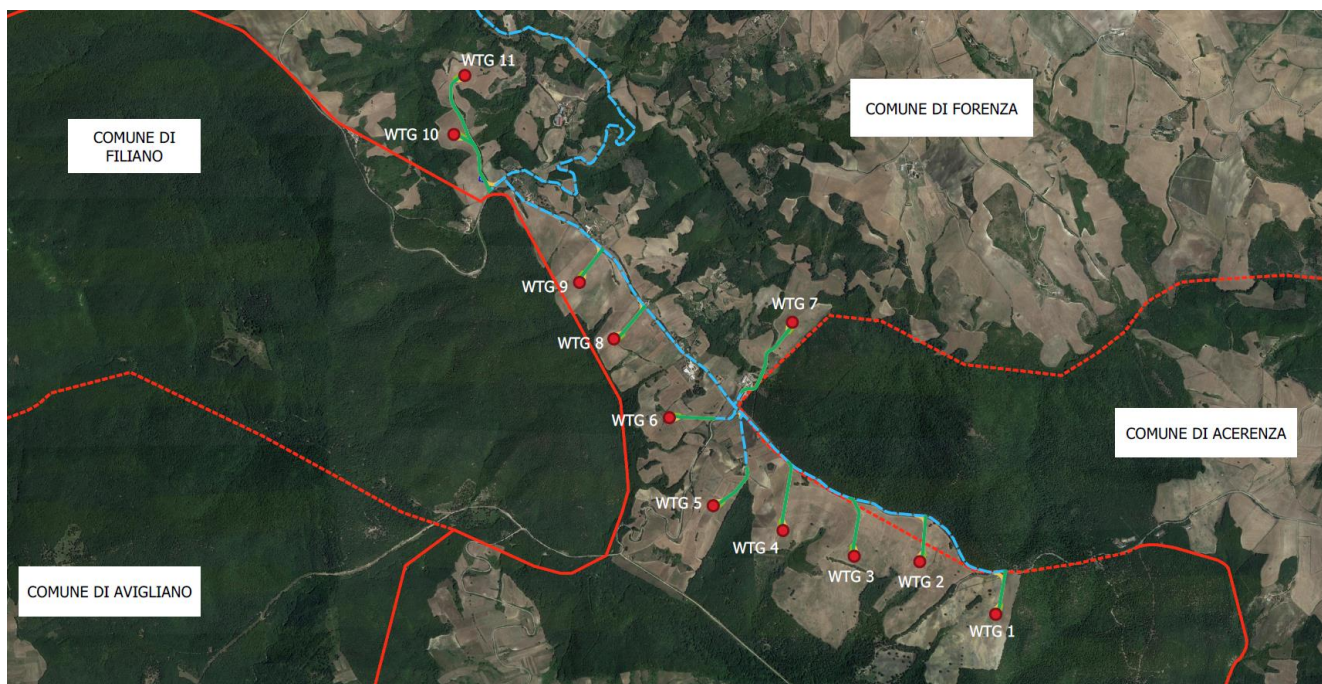 WTG 11
COMUNE DI FORENZA
WTG 10
COMUNE DI
FILIANO
WTG 9
WTG 7
WTG 8
WTG 6
COMUNE DI ACERENZA
WTG 5
WTG 4
WTG 3
WTG 2
COMUNE DI AVIGLIANO
WTG 1